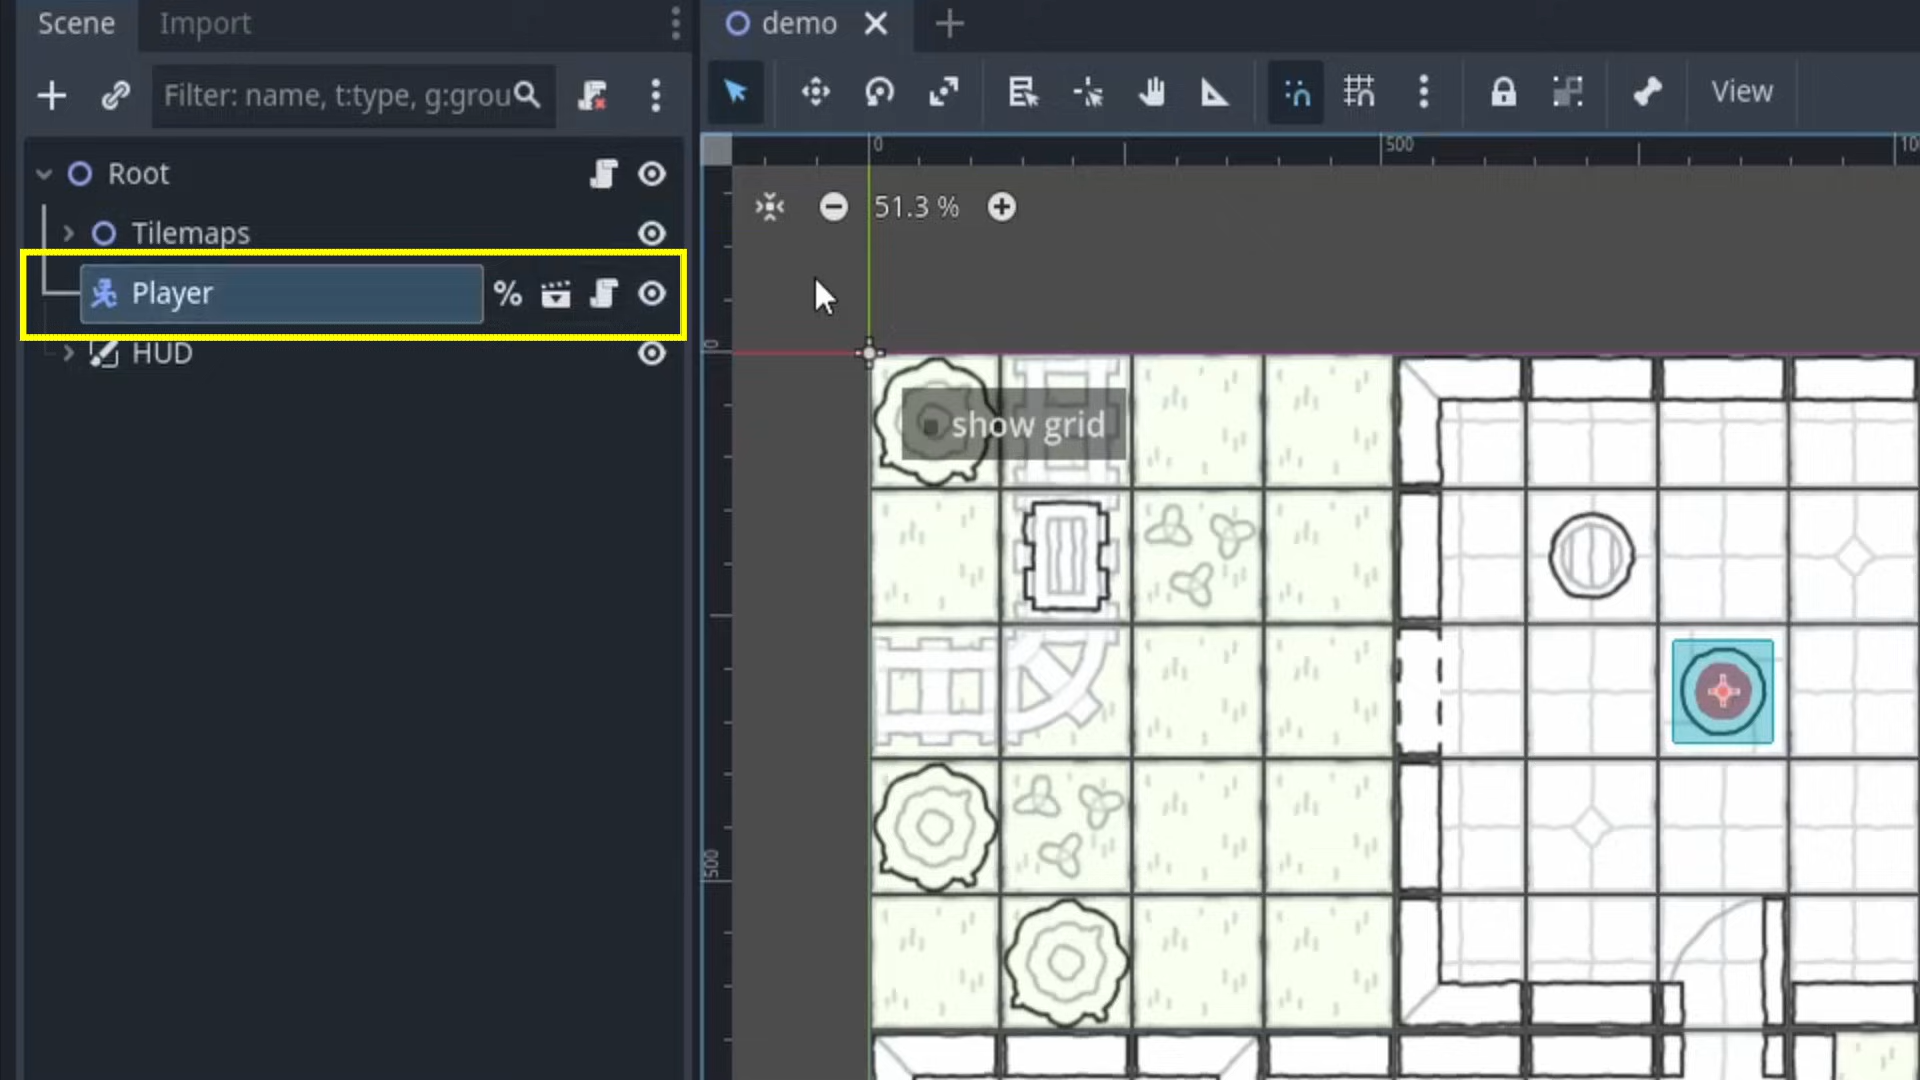 Scene Import
demo
Filter: name, t:type, g:grou
View
Root
Tilemaps
Player %
HUD
0 500 100
51.3 %
0
show grid
500